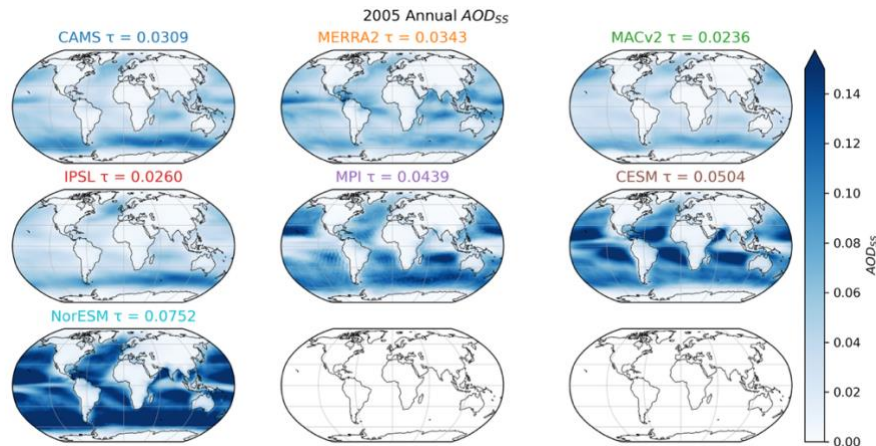 2005 Annual AOD_SS
CAMS τ = 0.0309
MERRA2 τ = 0.0343
MACv2 τ = 0.0236
IPSL τ = 0.0260
MPI τ = 0.0439
CESM τ = 0.0504
NorESM τ = 0.0752
0.14
0.12
0.10
0.08
0.06
0.04
0.02
0.00
AOD_SS